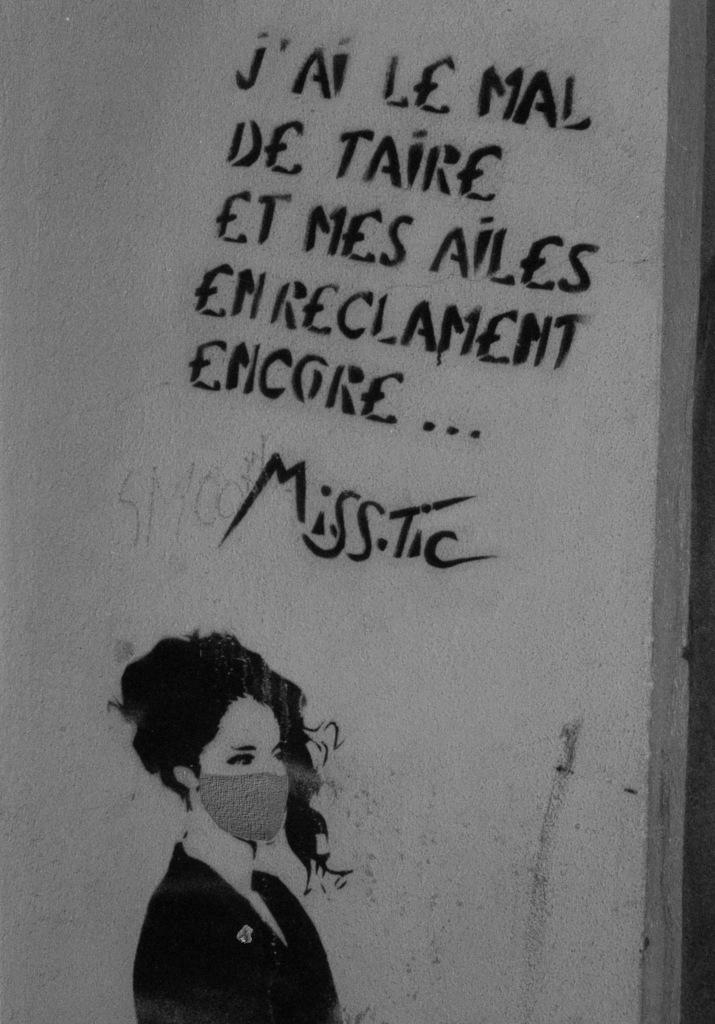 J'AI LE MAL
DE TAIRE
ET MES AILES
EN RECLAMENT
ENCORE...
Miss.Tic